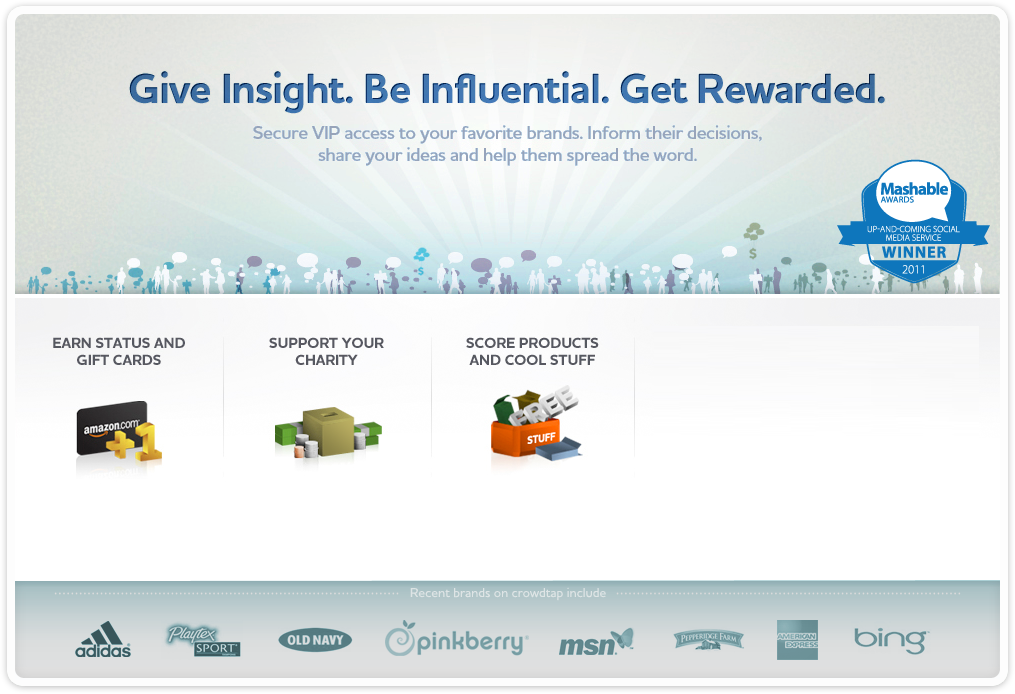 Give Insight. Be Influential. Get Rewarded.
Secure VIP access to your favorite brands. Inform their decisions,
share your ideas and help them spread the word.
Mashable
AWARDS
UP-AND-COMING SOCIAL
MEDIA SERVICE
WINNER
2011
$
$
EARN STATUS AND
GIFT CARDS
SUPPORT YOUR
CHARITY
SCORE PRODUCTS
AND COOL STUFF
amazon.com
+1
FREE
STUFF
Recent brands on crowdtap include
adidas
Playtex
SPORT
OLD NAVY
pinkberry
msn
PEPPERIDGE FARM
AMERICAN
EXPRESS
bing